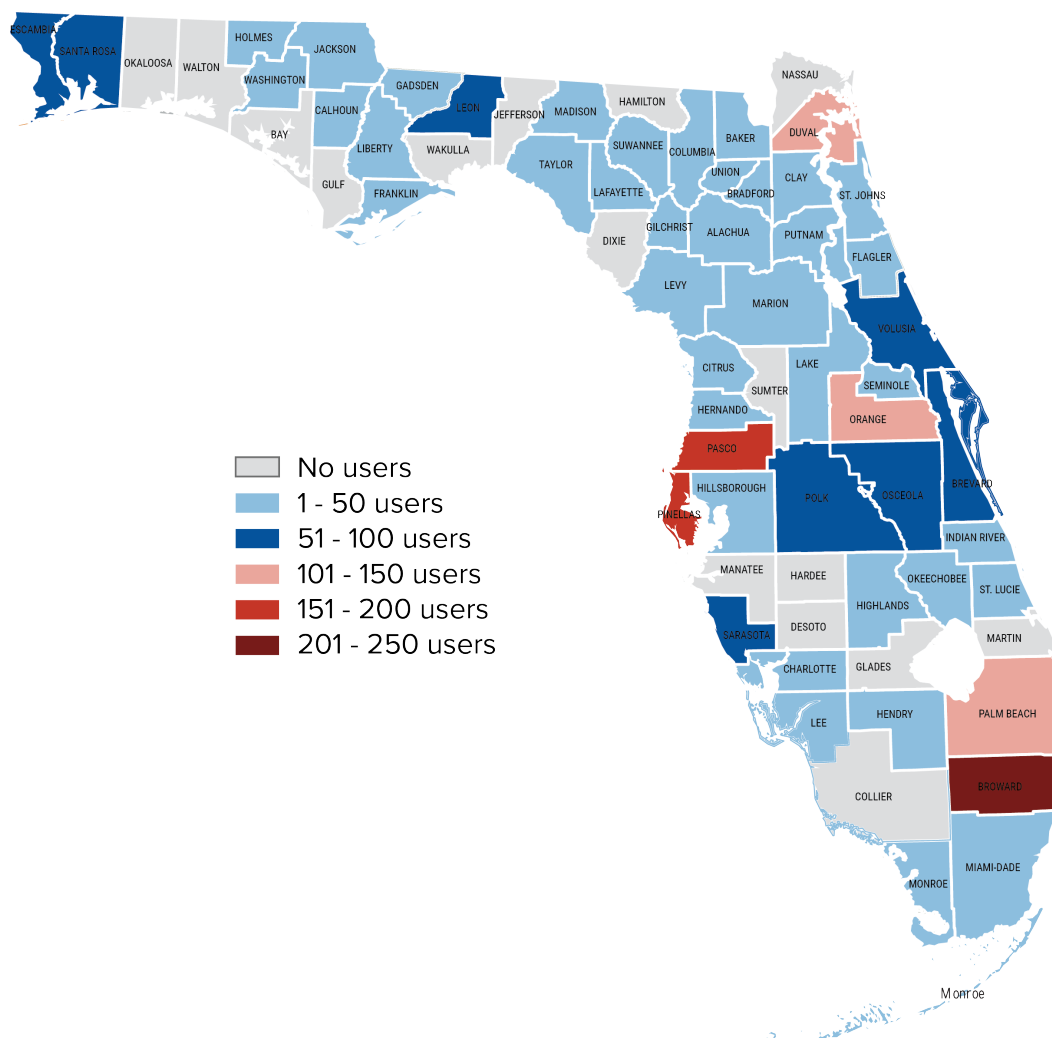 ESCAMBIA
SANTA ROSA
OKALOOSA
WALTON
HOLMES
WASHINGTON
JACKSON
BAY
CALHOUN
GULF
LIBERTY
GADSDEN
FRANKLIN
LEON
WAKULLA
JEFFERSON
MADISON
TAYLOR
HAMILTON
SUWANNEE
LAFAYETTE
DIXIE
COLUMBIA
GILCHRIST
BAKER
UNION
BRADFORD
ALACHUA
LEVY
NASSAU
DUVAL
CLAY
ST. JOHNS
PUTNAM
FLAGLER
MARION
VOLUSIA
CITRUS
SUMTER
LAKE
SEMINOLE
HERNANDO
ORANGE
PASCO
HILLSBOROUGH
PINELLAS
POLK
OSCEOLA
BREVARD
INDIAN RIVER
MANATEE
HARDEE
HIGHLANDS
OKEECHOBEE
ST. LUCIE
SARASOTA
DESOTO
MARTIN
CHARLOTTE
GLADES
LEE
HENDRY
PALM BEACH
COLLIER
BROWARD
MONROE
MIAMI-DADE
Monroe
No users
1 - 50 users
51 - 100 users
101 - 150 users
151 - 200 users
201 - 250 users